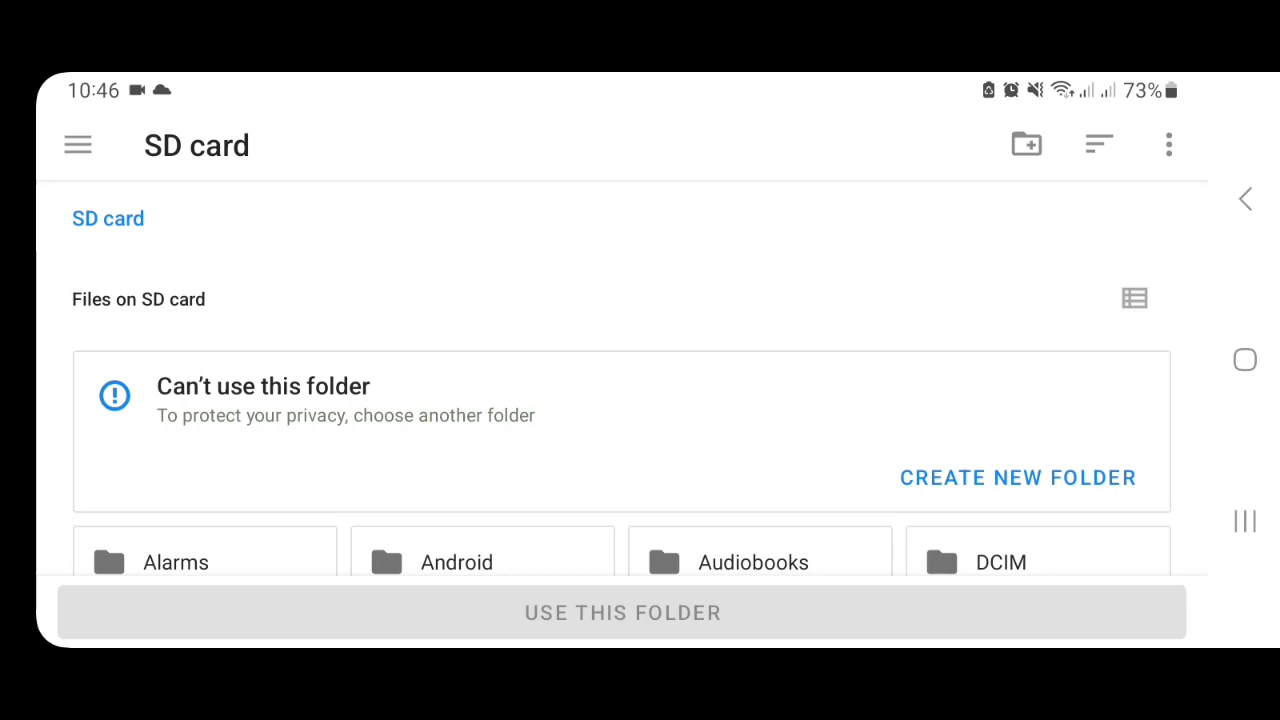 10:46
73%
SD card
SD card
Files on SD card
Can't use this folder
To protect your privacy, choose another folder
CREATE NEW FOLDER
Alarms
Android
Audiobooks
DCIM
USE THIS FOLDER